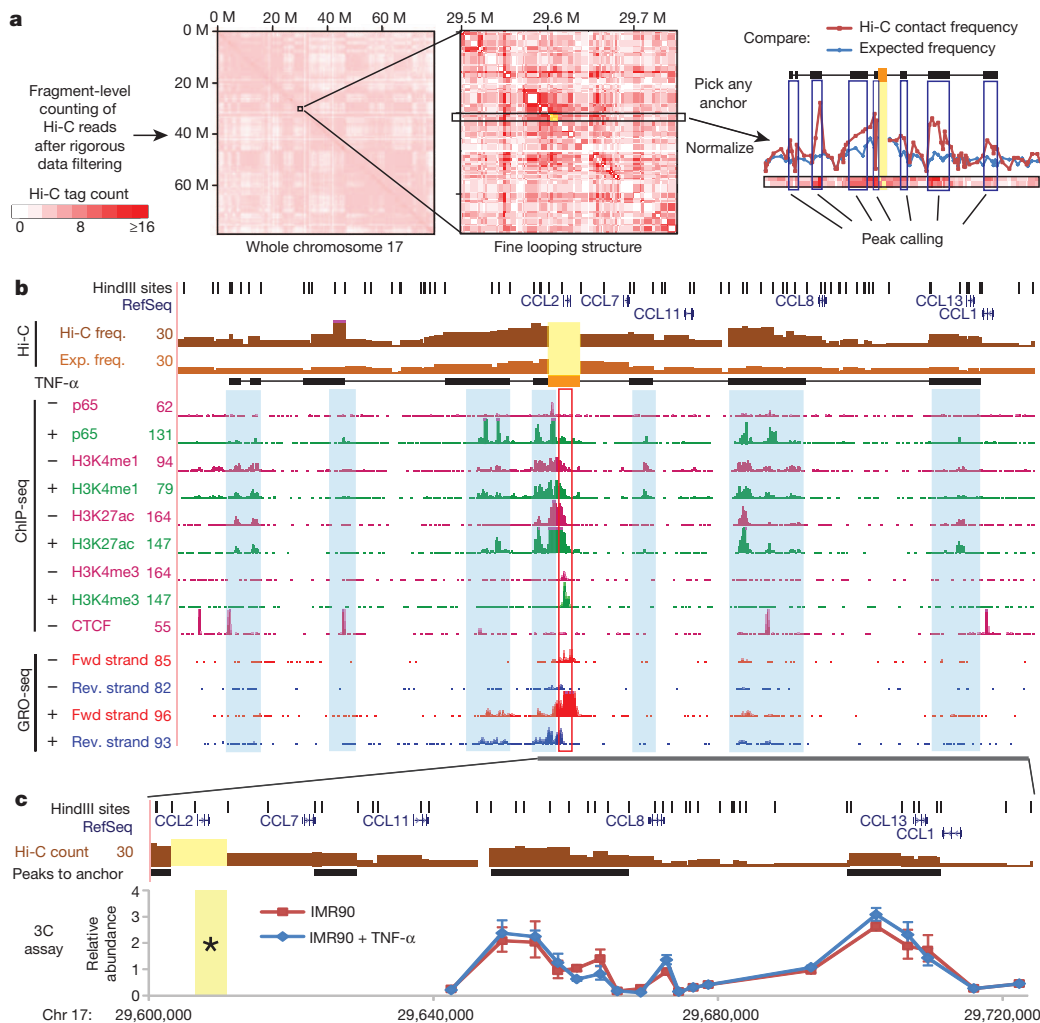 a
0 M 20 M 60 M
29.5 M 29.6 M 29.7 M
0 M
20 M
40 M
60 M
Fragment-level
counting of
Hi-C reads
after rigorous
data filtering
Hi-C tag count
0 8 ≥16
Whole chromosome 17
Fine looping structure
Pick any
anchor
Normalize
Compare:
Hi-C contact frequency
Expected frequency
Peak calling
b
HindIII sites
RefSeq
CCL2 CCL7 CCL8 CCL13
CCL11 CCL1
Hi-C
Hi-C freq. 30
Exp. freq. 30
TNF-α
ChIP-seq
− p65 62
+ p65 131
− H3K4me1 94
+ H3K4me1 79
− H3K27ac 164
+ H3K27ac 147
− H3K4me3 164
+ H3K4me3 147
− CTCF 55
GRO-seq
− Fwd strand 85
− Rev. strand 82
+ Fwd strand 96
+ Rev. strand 93
c
HindIII sites
RefSeq
CCL2 CCL7 CCL11 CCL8 CCL13
CCL1
Hi-C count 30
Peaks to anchor
3C
assay
Relative
abundance
4
3
2
1
0
*
IMR90
IMR90 + TNF-α
Chr 17: 29,600,000 29,640,000 29,680,000 29,720,000